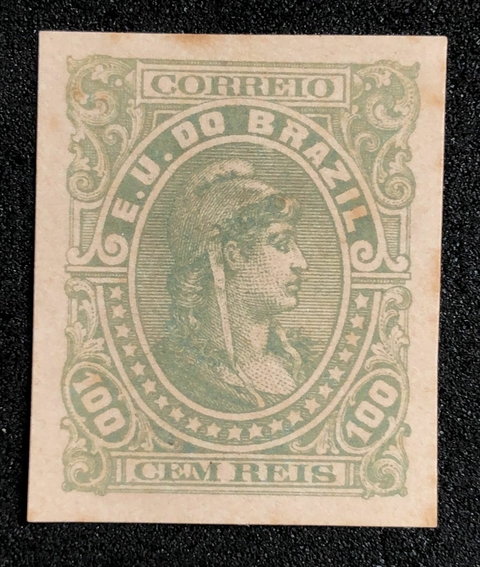 CORREIO
E.U. DO BRAZIL
100
100
CEM REIS